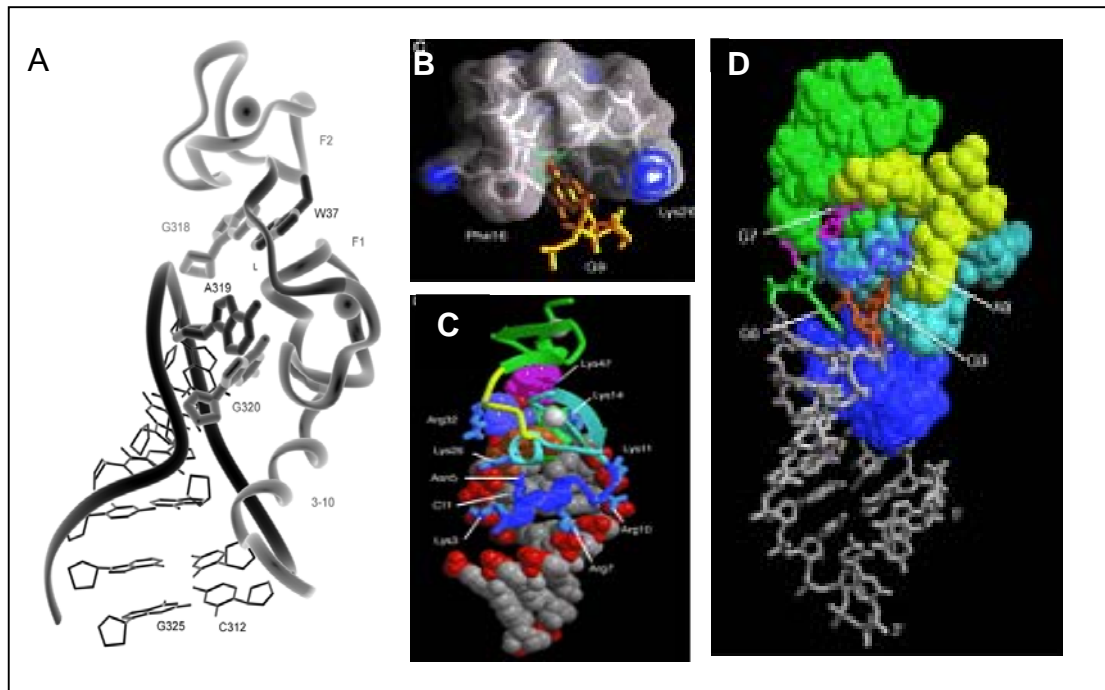 A
F2
W37
G318
F1
L
A319
G320
3-10
G325
C312
B
Phe16
Lys26
G9
C
Lys47
Lys14
Arg32
Lys26
Lys11
Asn5
C11
Lys3
Arg10
Arg7
D
G7
A8
G6
G9